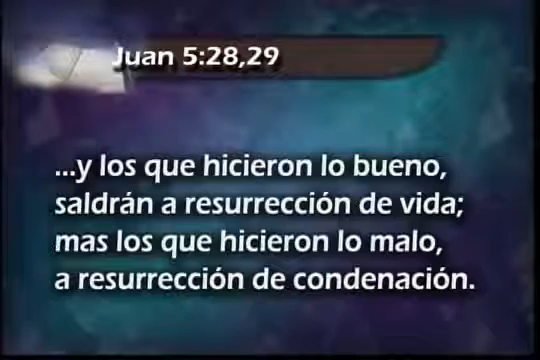 Juan 5:28,29
...y los que hicieron lo bueno,
saldrán a resurrección de vida;
mas los que hicieron lo malo,
a resurrección de condenación.